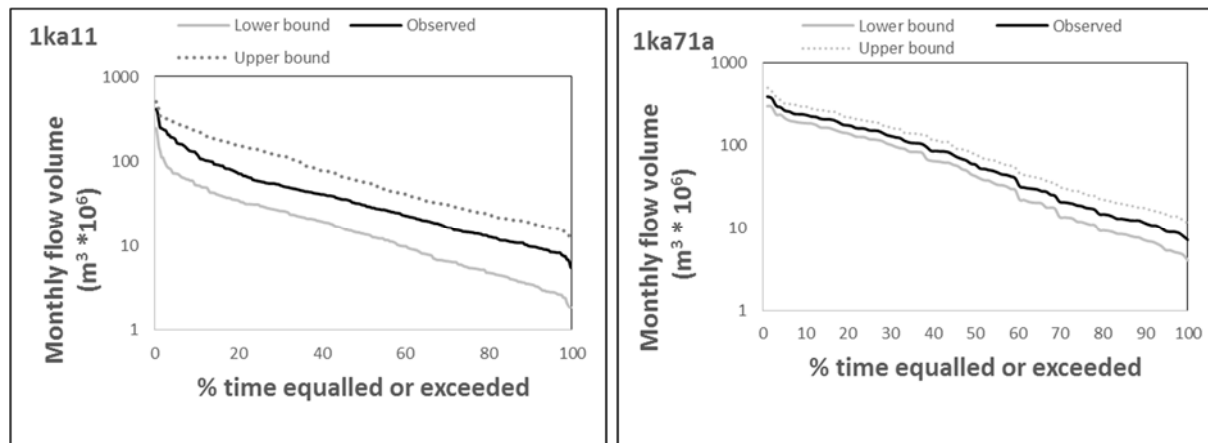 1ka11
Lower bound
Observed
Upper bound
Monthly flow volume
(m³ *10⁶)
1000
100
10
1
0 20 40 60 80 100
% time equalled or exceeded
1ka71a
Lower bound
Observed
Upper bound
Monthly flow volume
(m³ * 10⁶)
1000
100
10
1
0 10 20 30 40 50 60 70 80 90 100
% time equalled or exceeded